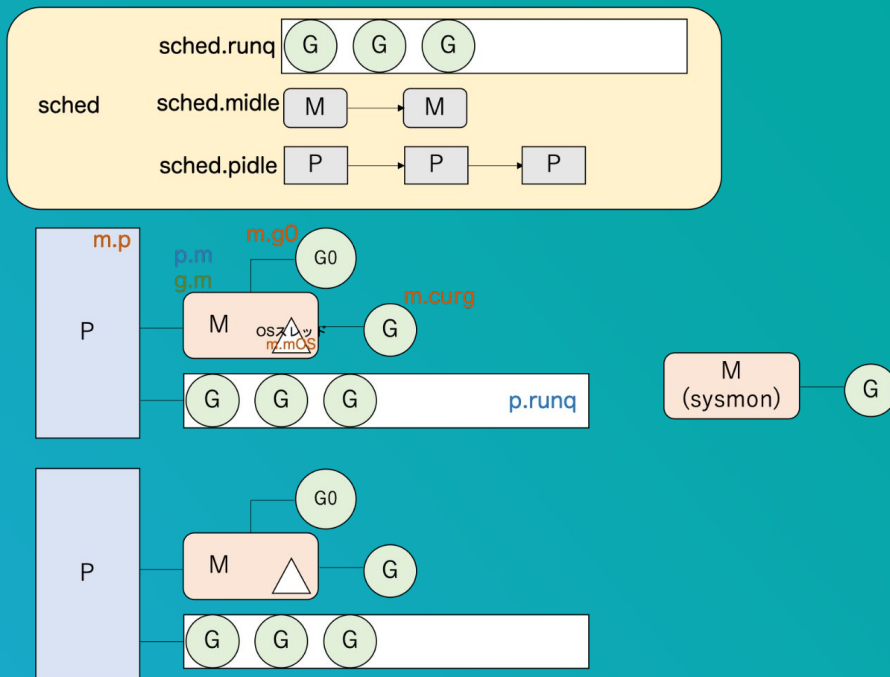 sched
sched.runq G G G
sched.midle M M
sched.pidle P P P
m.p
P
p.m
g.m
m.g0
G0
M
OSスレッド
m.mOS
m.curg
G
G G G p.runq
M
(sysmon)
G
P
G0
M
G
G G G